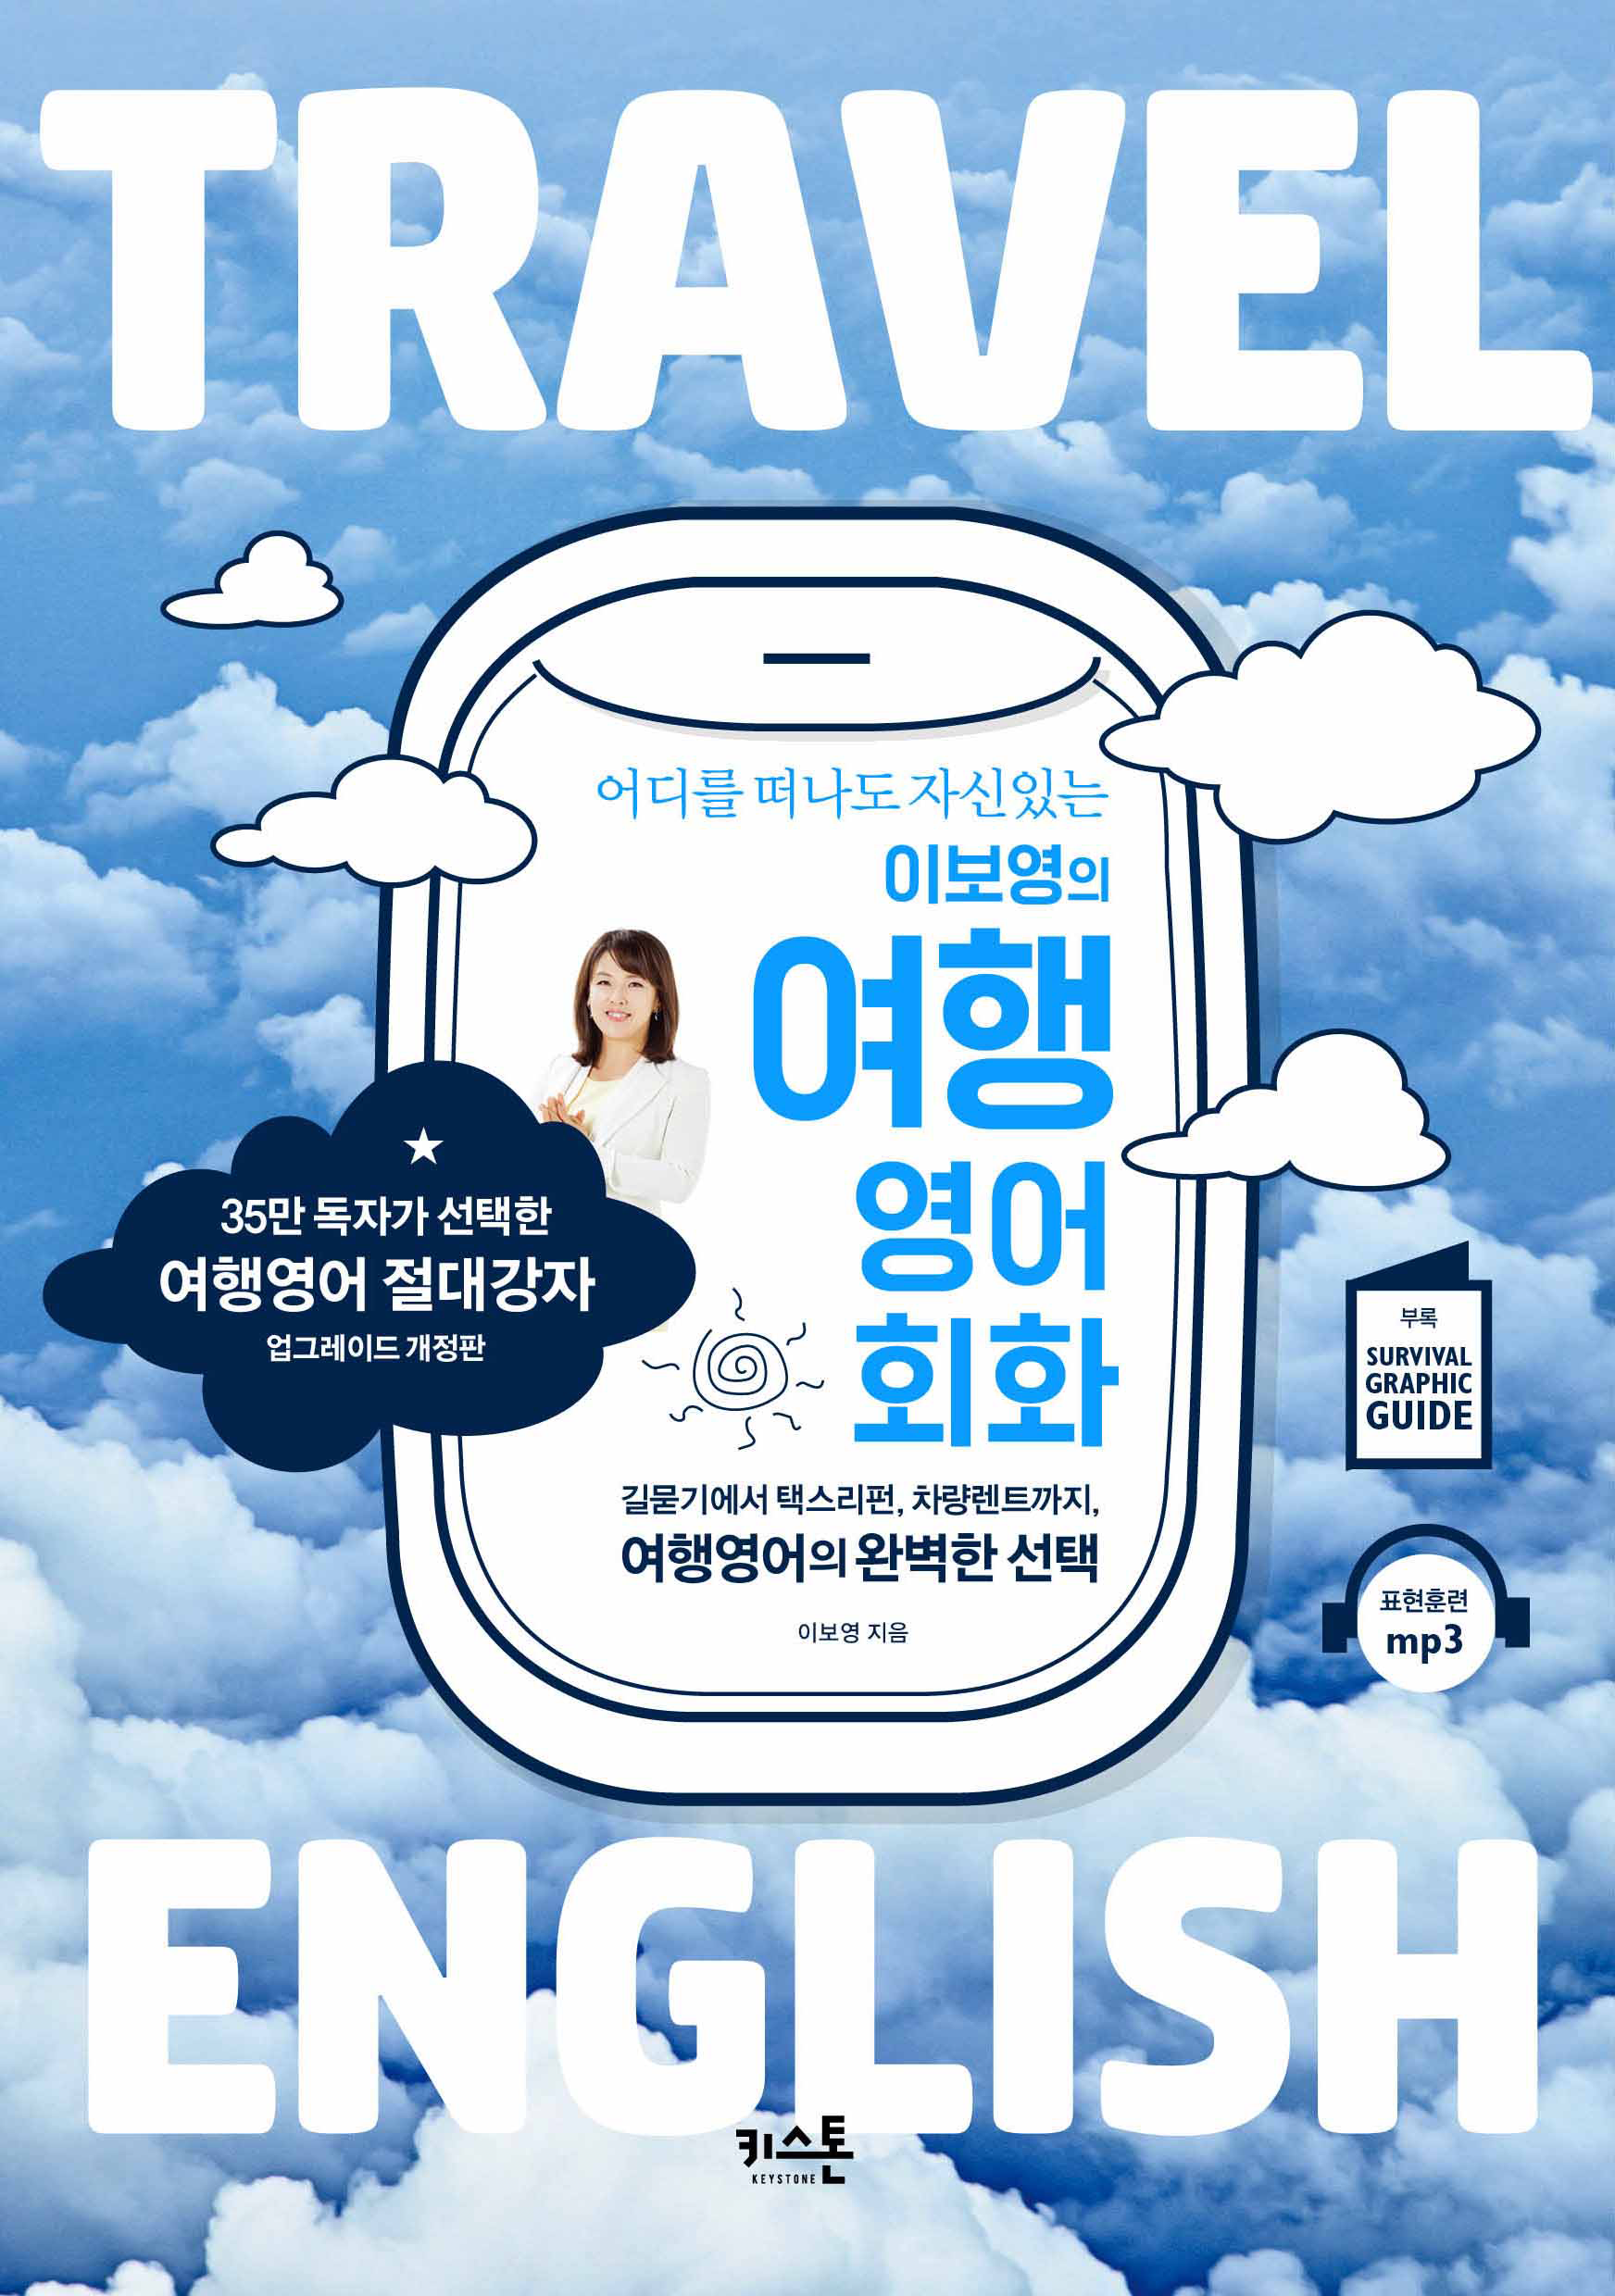 TRAVEL
어디를 떠나도 자신있는
이보영의
여행
영어
회화
35만 독자가 선택한
여행영어 절대강자
업그레이드 개정판
길묻기에서 택스리펀, 차량렌트까지,
여행영어의 완벽한 선택
이보영 지음
부록
SURVIVAL
GRAPHIC
GUIDE
표현훈련
mp3
ENGLISH
키스톤
KEYSTONE